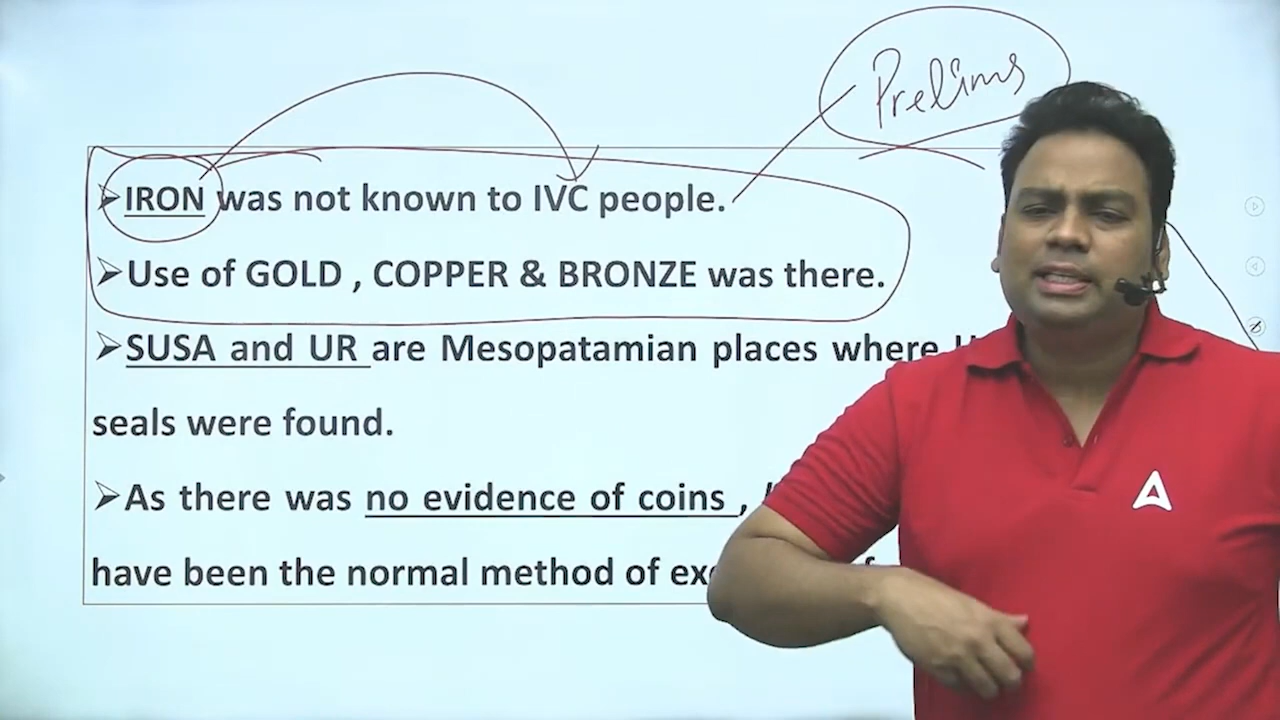 Prelims
➤IRON was not known to IVC people.
➤Use of GOLD , COPPER & BRONZE was there.
➤SUSA and UR are Mesopatamian places where
seals were found.
➤As there was no evidence of coins ,
have been the normal method of